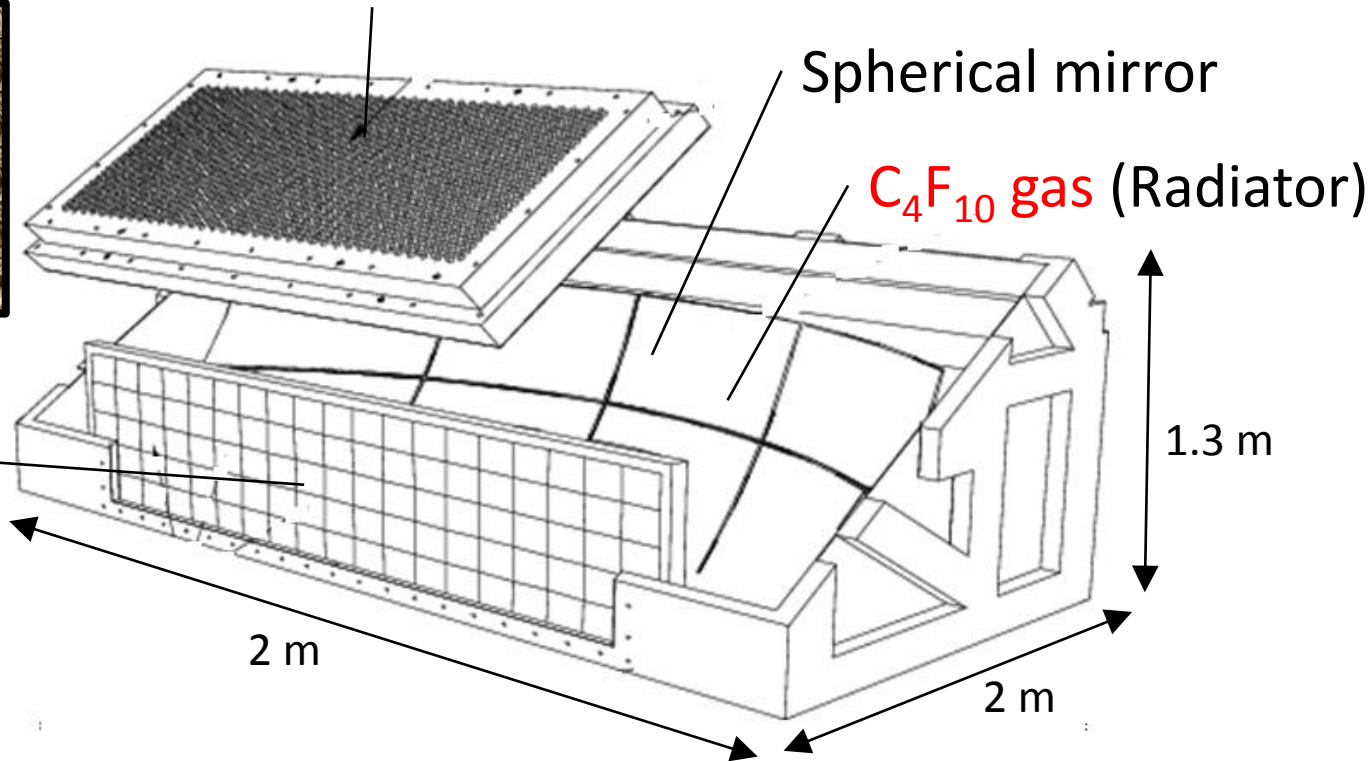 Spherical mirror
C₄F₁₀ gas (Radiator)
1.3 m
2 m
2 m